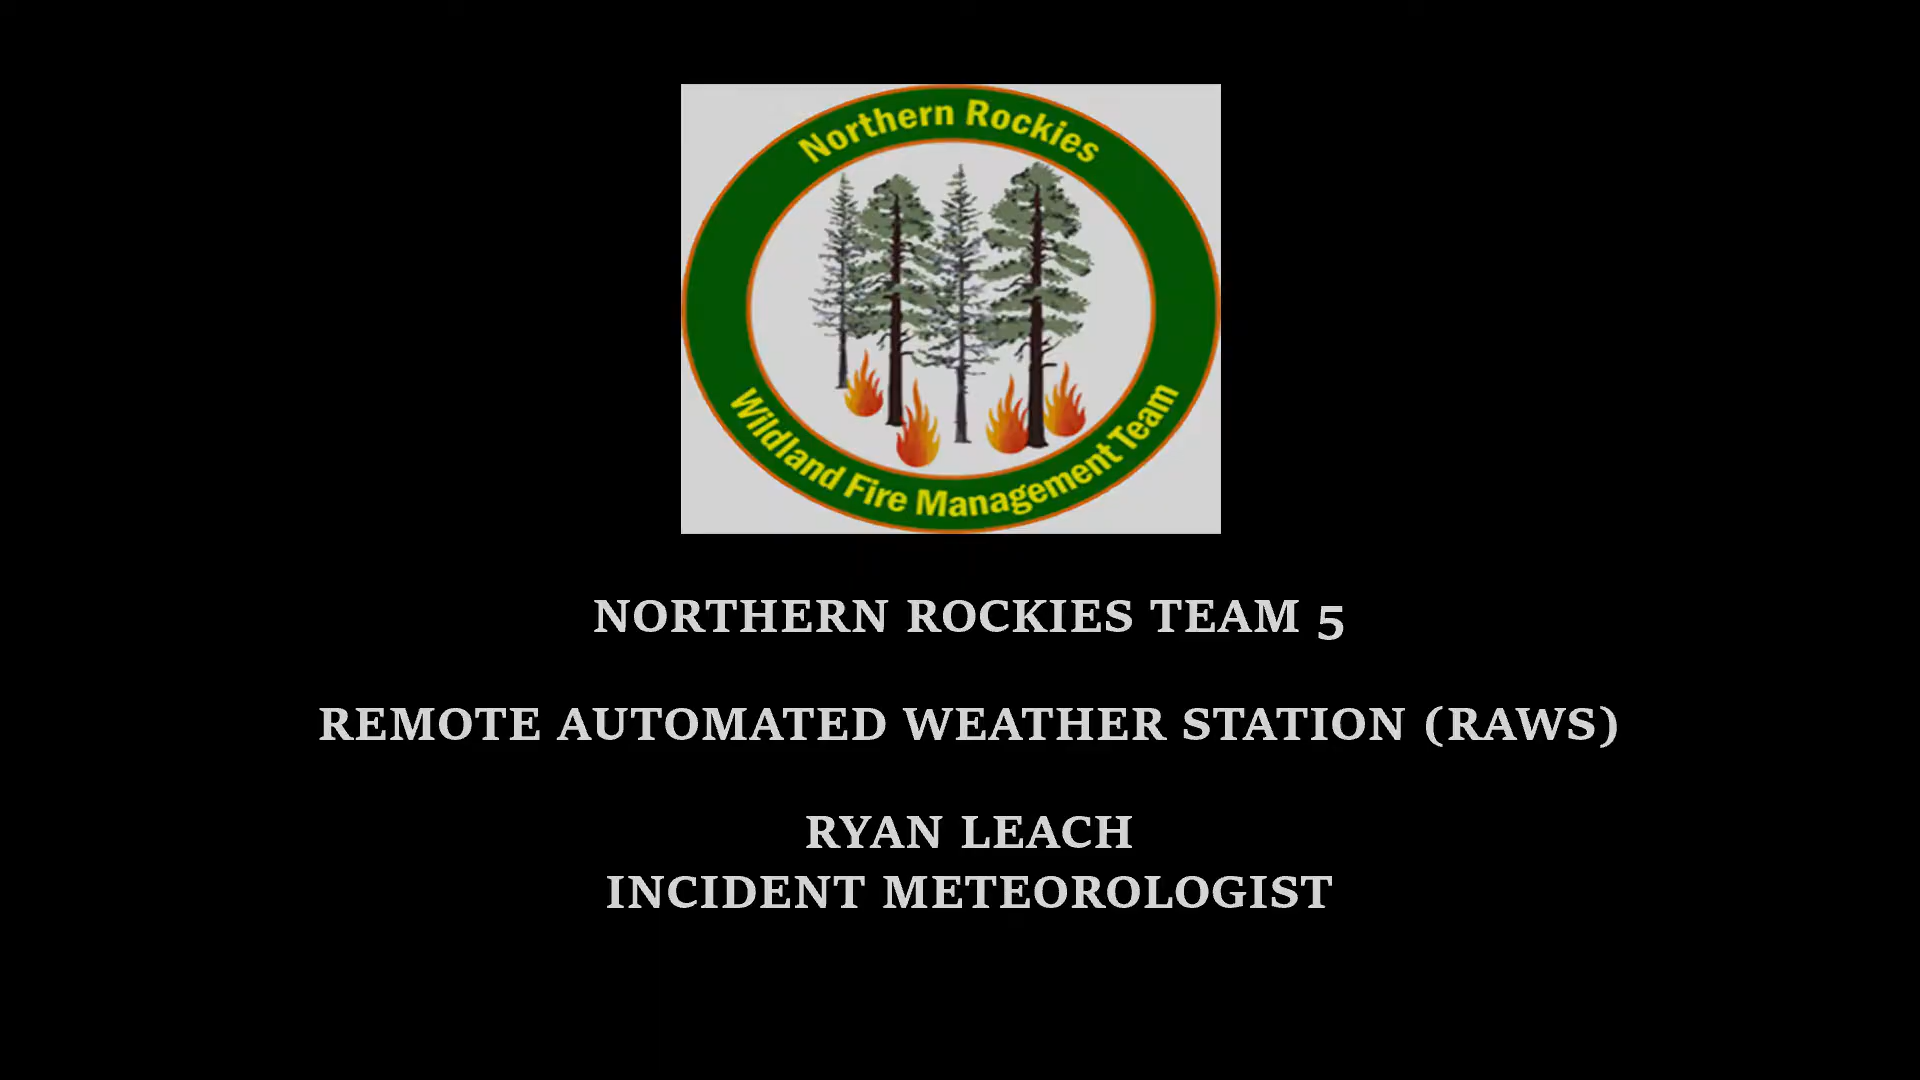 Northern Rockies
Wildland Fire Management Team
NORTHERN ROCKIES TEAM 5
REMOTE AUTOMATED WEATHER STATION (RAWS)
RYAN LEACH
INCIDENT METEOROLOGIST